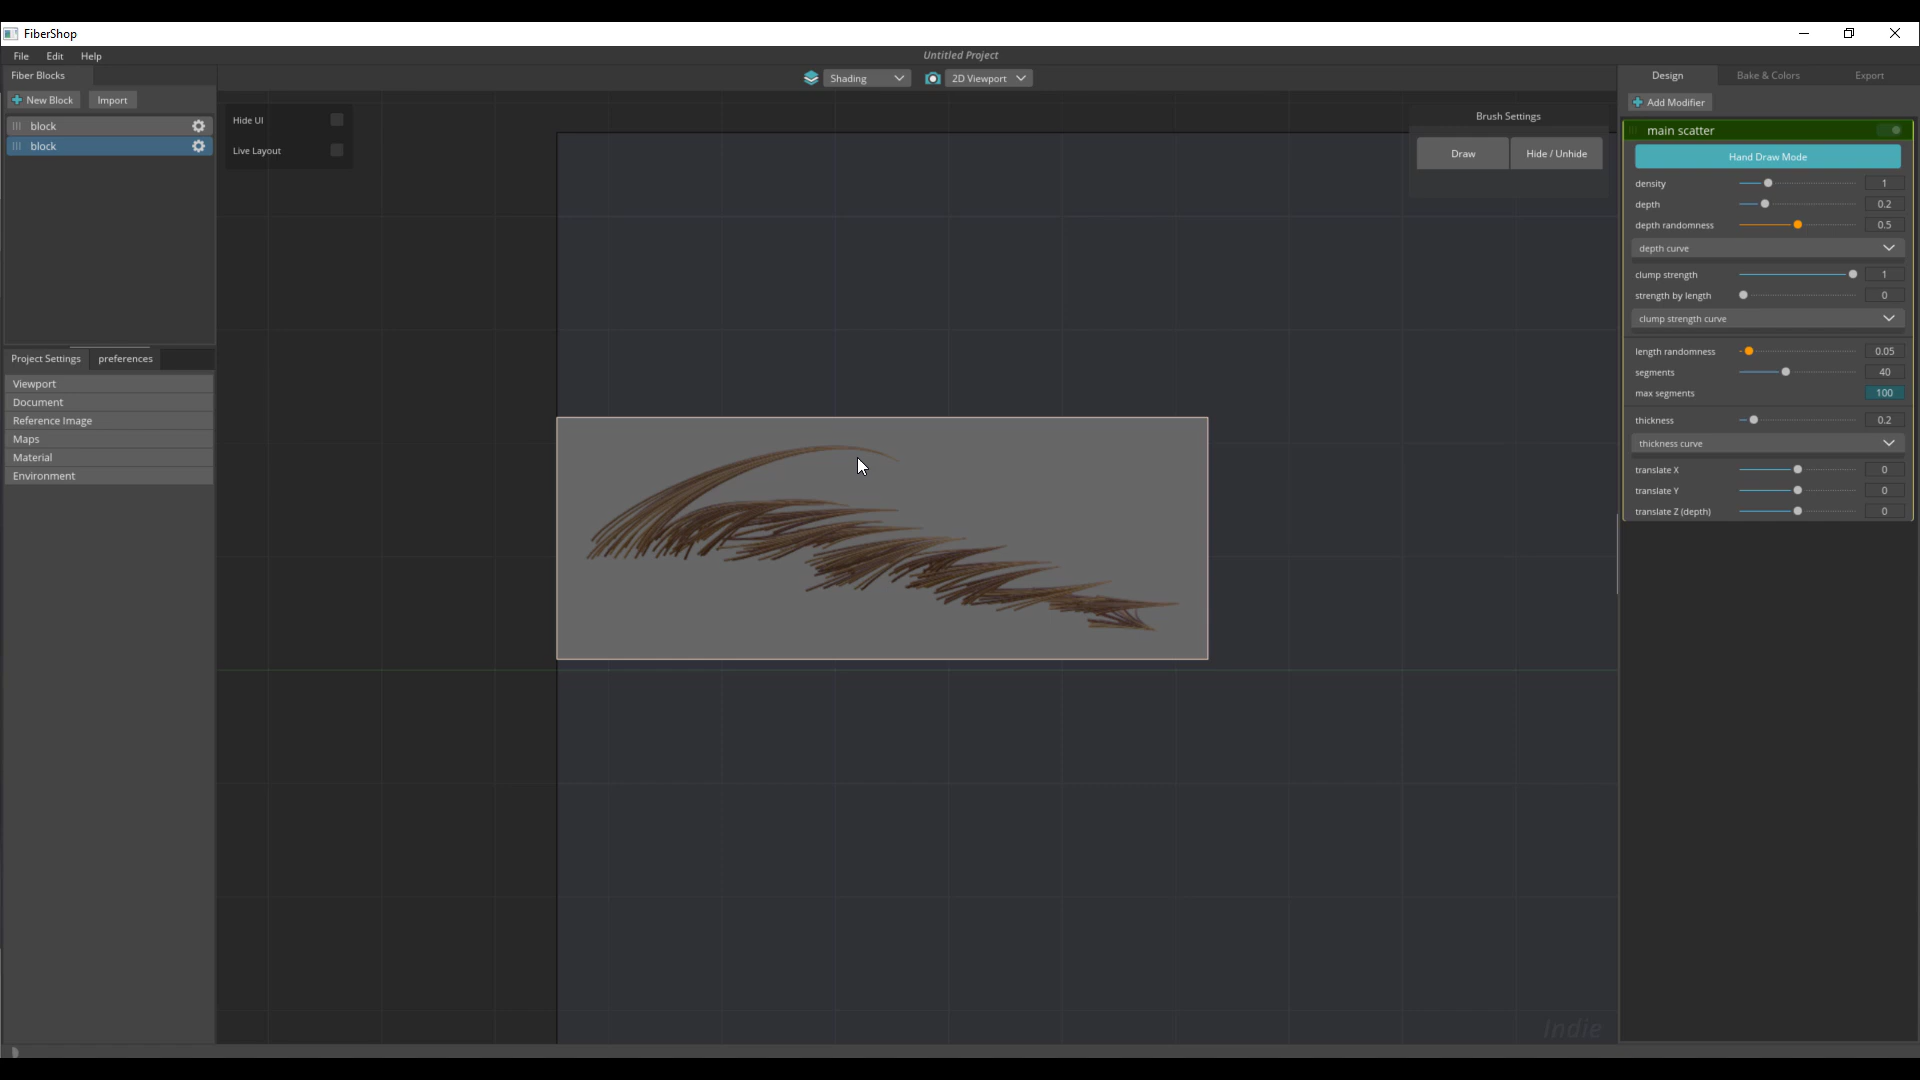 FiberShop
File Edit Help
Untitled Project
Fiber Blocks
Shading
2D Viewport
Design
Bake & Colors
Export
New Block
Import
Add Modifier
block
block
Hide UI
Live Layout
Brush Settings
Draw
Hide / Unhide
main scatter
Hand Draw Mode
density 1
depth 0.2
depth randomness 0.5
depth curve
clump strength 1
strength by length 0
clump strength curve
length randomness 0.05
segments 40
max segments 100
thickness 0.2
thickness curve
translate X 0
translate Y 0
translate Z (depth) 0
Project Settings
preferences
Viewport
Document
Reference Image
Maps
Material
Environment
Indie